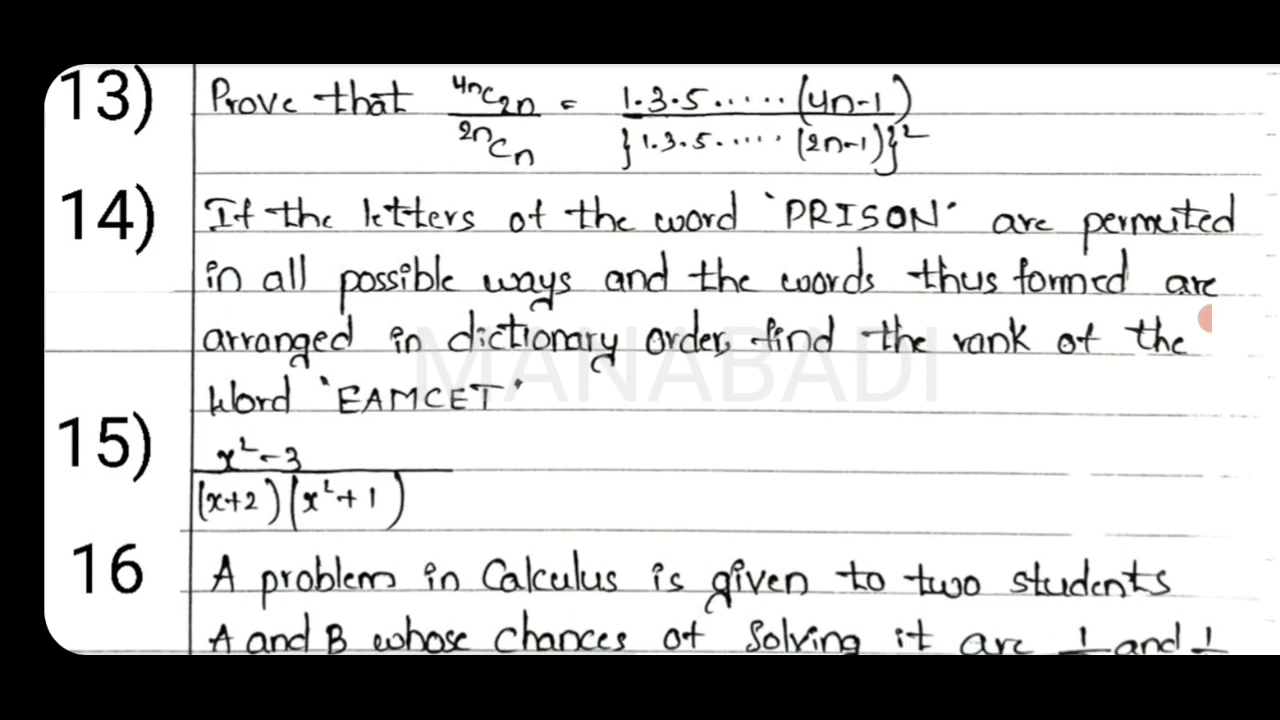 13) Prove that ⁴ⁿC₂ₙ / ²ⁿCₙ = 1.3.5......(4n-1) / {1.3.5...... (2n-1)}²
14) If the letters of the word 'PRISON' are permuted
in all possible ways and the words thus formed are
arranged in dictionary order, find the rank of the
Word 'EAMCET'
MANABADI
15) x²-3 / (x+2)(x²+1)
16 A problem in Calculus is given to two students
A and B whose chances of solving it are 1 and 1